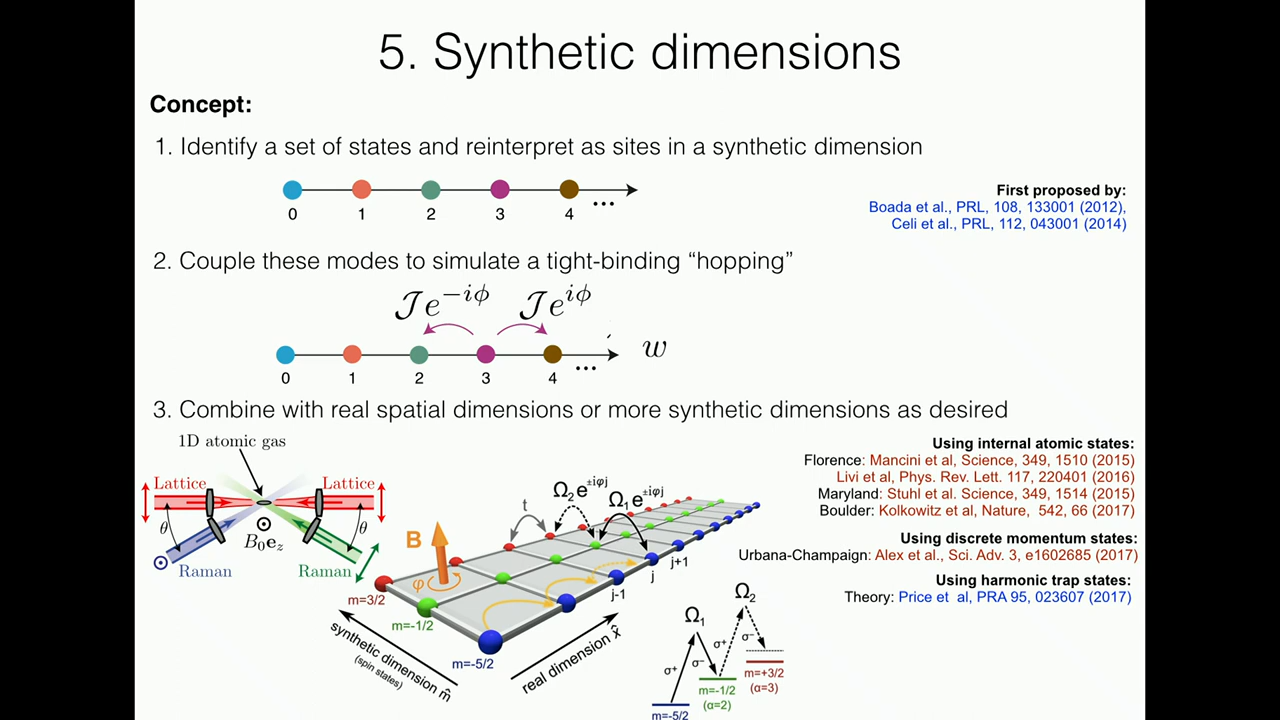 5. Synthetic dimensions
Concept:
1. Identify a set of states and reinterpret as sites in a synthetic dimension
0 1 2 3 4 ...
First proposed by:
Boada et al., PRL, 108, 133001 (2012),
Celi et al., PRL, 112, 043001 (2014)
2. Couple these modes to simulate a tight-binding “hopping”
𝒥e^{-iϕ} 𝒥e^{iϕ}
w
0 1 2 3 4 ...
3. Combine with real spatial dimensions or more synthetic dimensions as desired
1D atomic gas
Lattice Lattice
θ θ
B₀e_z
Raman Raman
Ω₂e^{±iφj}
t Ω₁e^{±iφj}
B
φ
j+1
j
j-1
m=3/2
m=-1/2
m=-5/2
synthetic dimension m̂
(spin states)
real dimension x̂
Ω₂
Ω₁
σ⁺ σ⁻ σ⁺ σ⁻
m=+3/2
(α=3)
m=-1/2
(α=2)
m=-5/2
Using internal atomic states:
Florence: Mancini et al, Science, 349, 1510 (2015)
Livi et al, Phys. Rev. Lett. 117, 220401 (2016)
Maryland: Stuhl et al. Science, 349, 1514 (2015)
Boulder: Kolkowitz et al, Nature, 542, 66 (2017)
Using discrete momentum states:
Urbana-Champaign: Alex et al., Sci. Adv. 3, e1602685 (2017)
Using harmonic trap states:
Theory: Price et al, PRA 95, 023607 (2017)